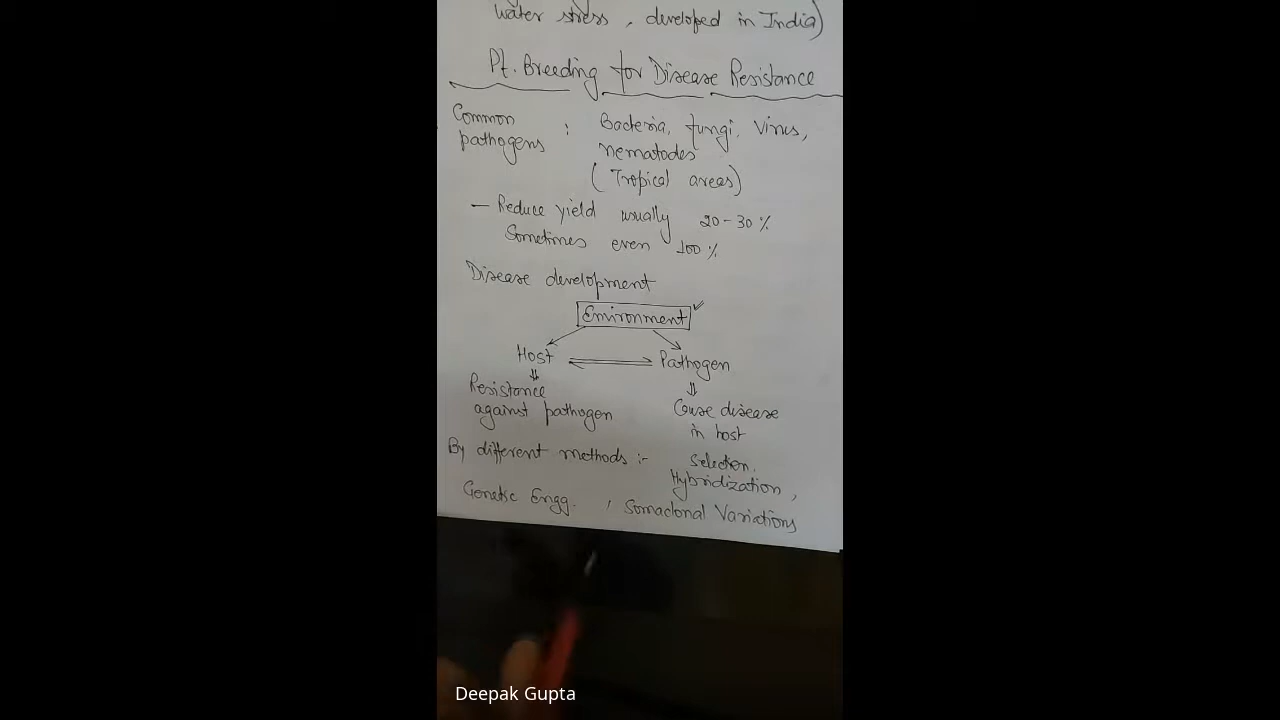 water stress, developed in India)
Pt. Breeding for Disease Resistance
Common pathogens : Bacteria, fungi, Virus,
nematodes
(Tropical areas)
- Reduce yield usually 20-30%
Sometimes even 100%
Disease development
Environment
Host Pathogen
Resistance against pathogen
Cause disease in host
By different methods :- Selection,
Hybridization,
Genetic Engg. , Somaclonal Variations
Deepak Gupta